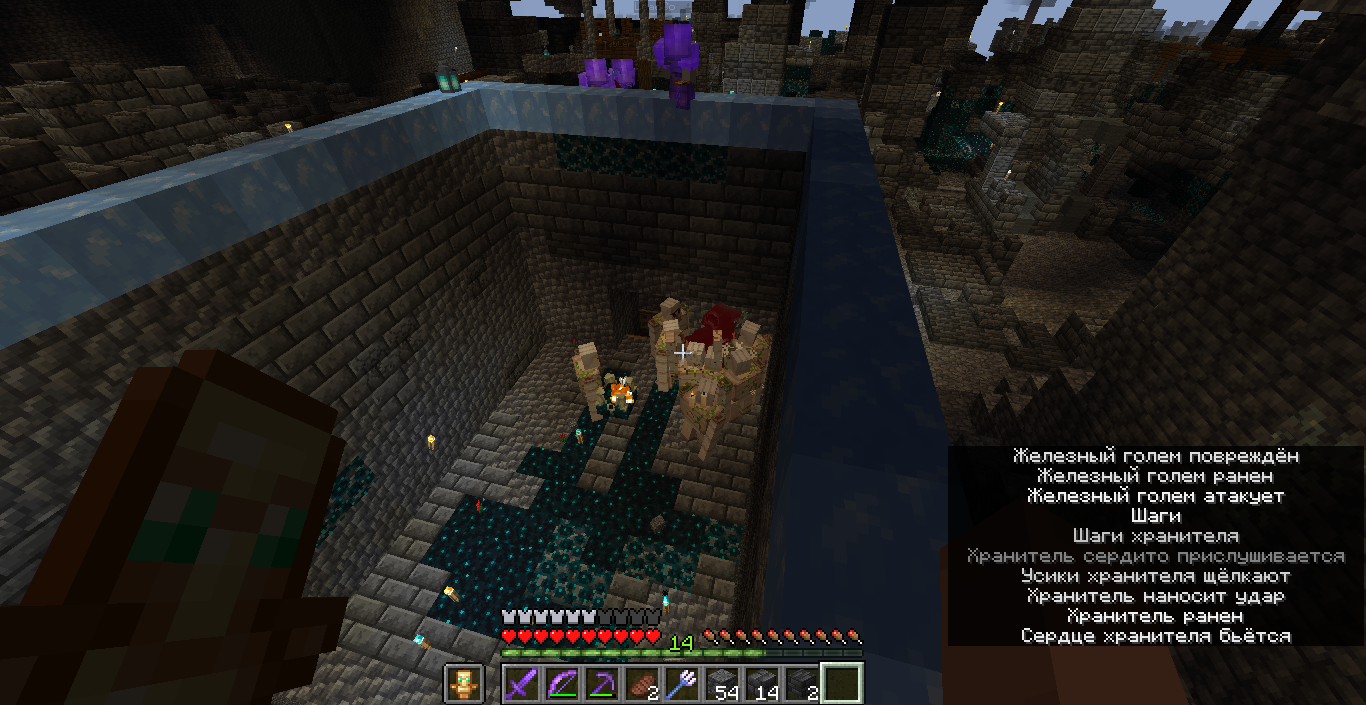 Железный голем повреждён
Железный голем ранен
Железный голем атакует
Шаги
Шаги хранителя
Хранитель сердито прислушивается
Усики хранителя щёлкают
Хранитель наносит удар
Хранитель ранен
Сердце хранителя бьётся
14
2 54 14 2